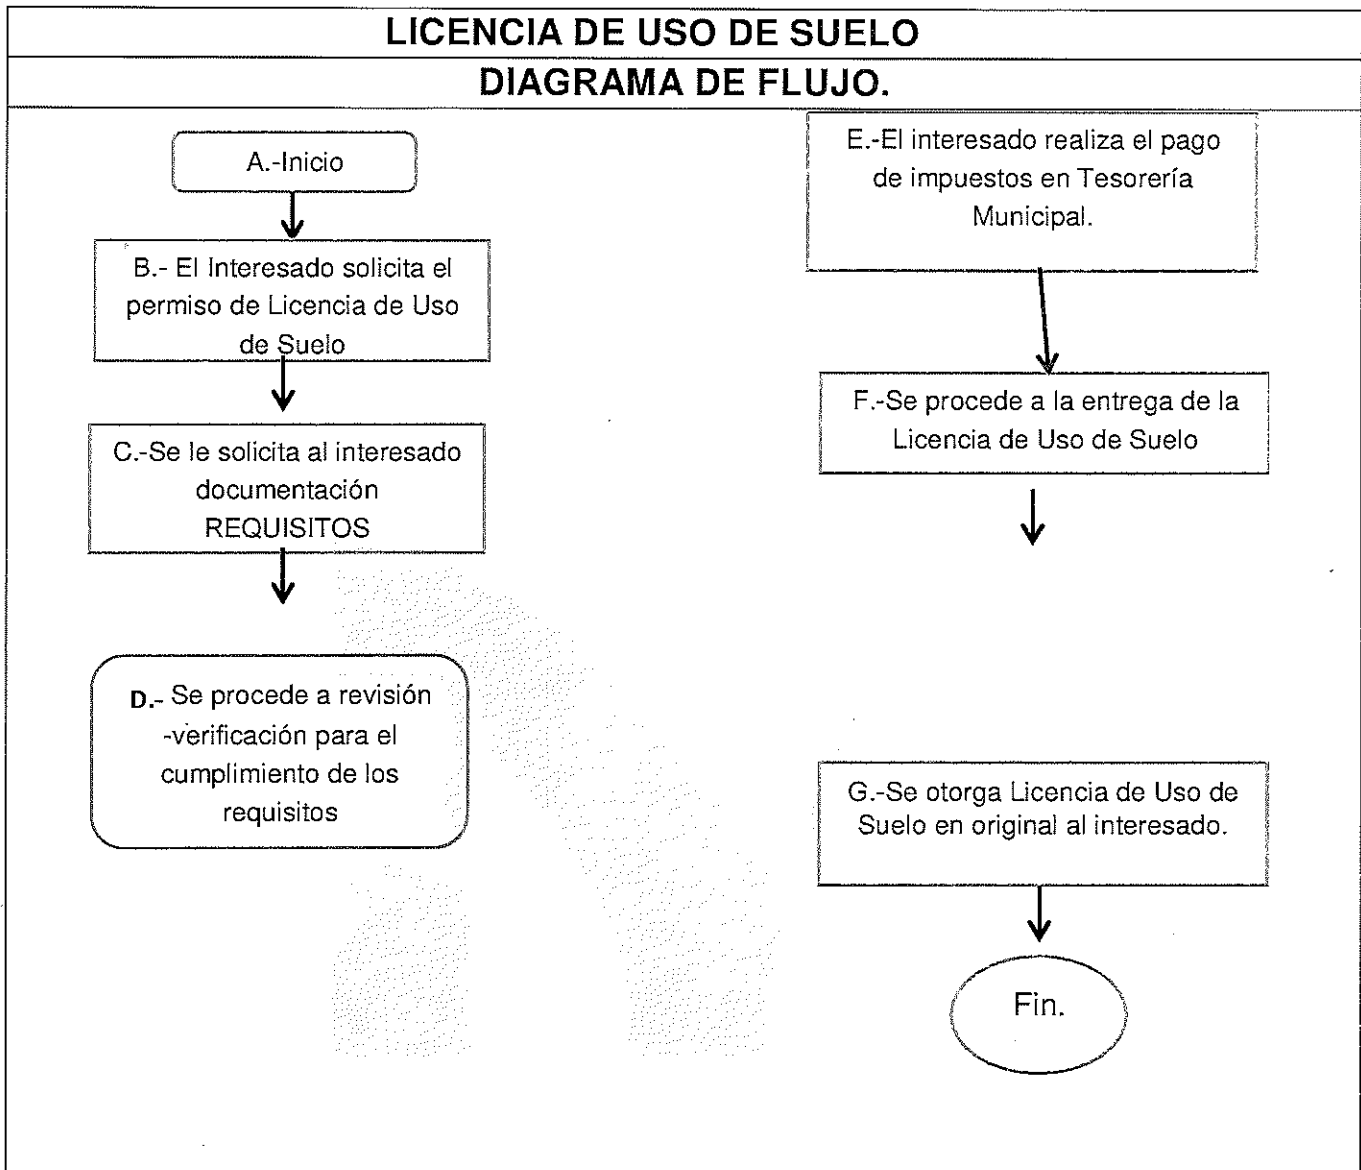 LICENCIA DE USO DE SUELO
DIAGRAMA DE FLUJO.
A.-Inicio
B.- El Interesado solicita el
permiso de Licencia de Uso
de Suelo
C.-Se le solicita al interesado
documentación
REQUISITOS
D.- Se procede a revisión
-verificación para el
cumplimiento de los
requisitos
E.-El interesado realiza el pago
de impuestos en Tesorería
Municipal.
F.-Se procede a la entrega de la
Licencia de Uso de Suelo
G.-Se otorga Licencia de Uso de
Suelo en original al interesado.
Fin.